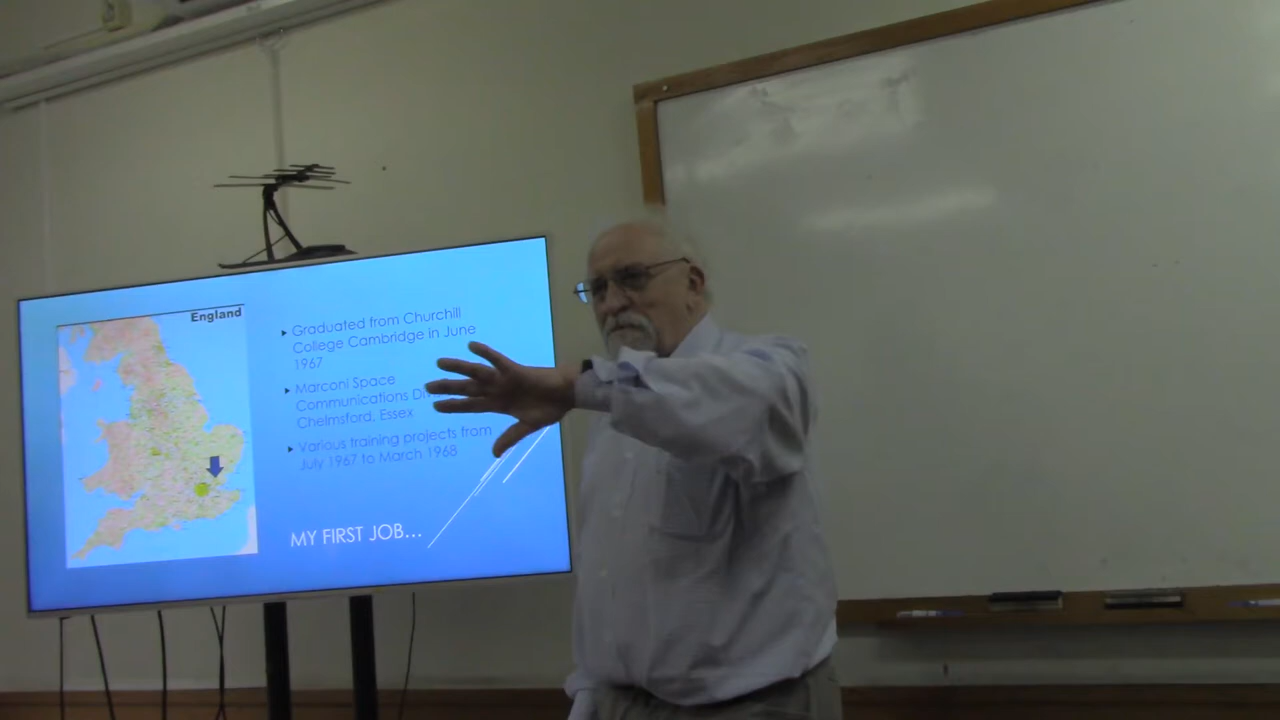 England
Graduated from Churchill
College Cambridge in June
1967
Marconi Space
Communications
Chelmsford, Essex
Various training projects from
July 1967 to March 1968
MY FIRST JOB...